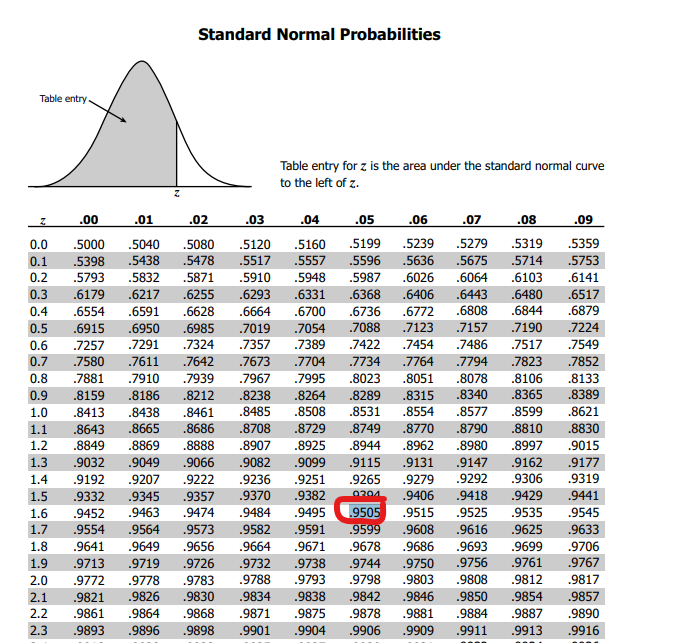 Standard Normal Probabilities
Table entry
z
Table entry for z is the area under the standard normal curve
to the left of z.
z .00 .01 .02 .03 .04 .05 .06 .07 .08 .09
0.0 .5000 .5040 .5080 .5120 .5160 .5199 .5239 .5279 .5319 .5359
0.1 .5398 .5438 .5478 .5517 .5557 .5596 .5636 .5675 .5714 .5753
0.2 .5793 .5832 .5871 .5910 .5948 .5987 .6026 .6064 .6103 .6141
0.3 .6179 .6217 .6255 .6293 .6331 .6368 .6406 .6443 .6480 .6517
0.4 .6554 .6591 .6628 .6664 .6700 .6736 .6772 .6808 .6844 .6879
0.5 .6915 .6950 .6985 .7019 .7054 .7088 .7123 .7157 .7190 .7224
0.6 .7257 .7291 .7324 .7357 .7389 .7422 .7454 .7486 .7517 .7549
0.7 .7580 .7611 .7642 .7673 .7704 .7734 .7764 .7794 .7823 .7852
0.8 .7881 .7910 .7939 .7967 .7995 .8023 .8051 .8078 .8106 .8133
0.9 .8159 .8186 .8212 .8238 .8264 .8289 .8315 .8340 .8365 .8389
1.0 .8413 .8438 .8461 .8485 .8508 .8531 .8554 .8577 .8599 .8621
1.1 .8643 .8665 .8686 .8708 .8729 .8749 .8770 .8790 .8810 .8830
1.2 .8849 .8869 .8888 .8907 .8925 .8944 .8962 .8980 .8997 .9015
1.3 .9032 .9049 .9066 .9082 .9099 .9115 .9131 .9147 .9162 .9177
1.4 .9192 .9207 .9222 .9236 .9251 .9265 .9279 .9292 .9306 .9319
1.5 .9332 .9345 .9357 .9370 .9382 .9394 .9406 .9418 .9429 .9441
1.6 .9452 .9463 .9474 .9484 .9495 .9505 .9515 .9525 .9535 .9545
1.7 .9554 .9564 .9573 .9582 .9591 .9599 .9608 .9616 .9625 .9633
1.8 .9641 .9649 .9656 .9664 .9671 .9678 .9686 .9693 .9699 .9706
1.9 .9713 .9719 .9726 .9732 .9738 .9744 .9750 .9756 .9761 .9767
2.0 .9772 .9778 .9783 .9788 .9793 .9798 .9803 .9808 .9812 .9817
2.1 .9821 .9826 .9830 .9834 .9838 .9842 .9846 .9850 .9854 .9857
2.2 .9861 .9864 .9868 .9871 .9875 .9878 .9881 .9884 .9887 .9890
2.3 .9893 .9896 .9898 .9901 .9904 .9906 .9909 .9911 .9913 .9916